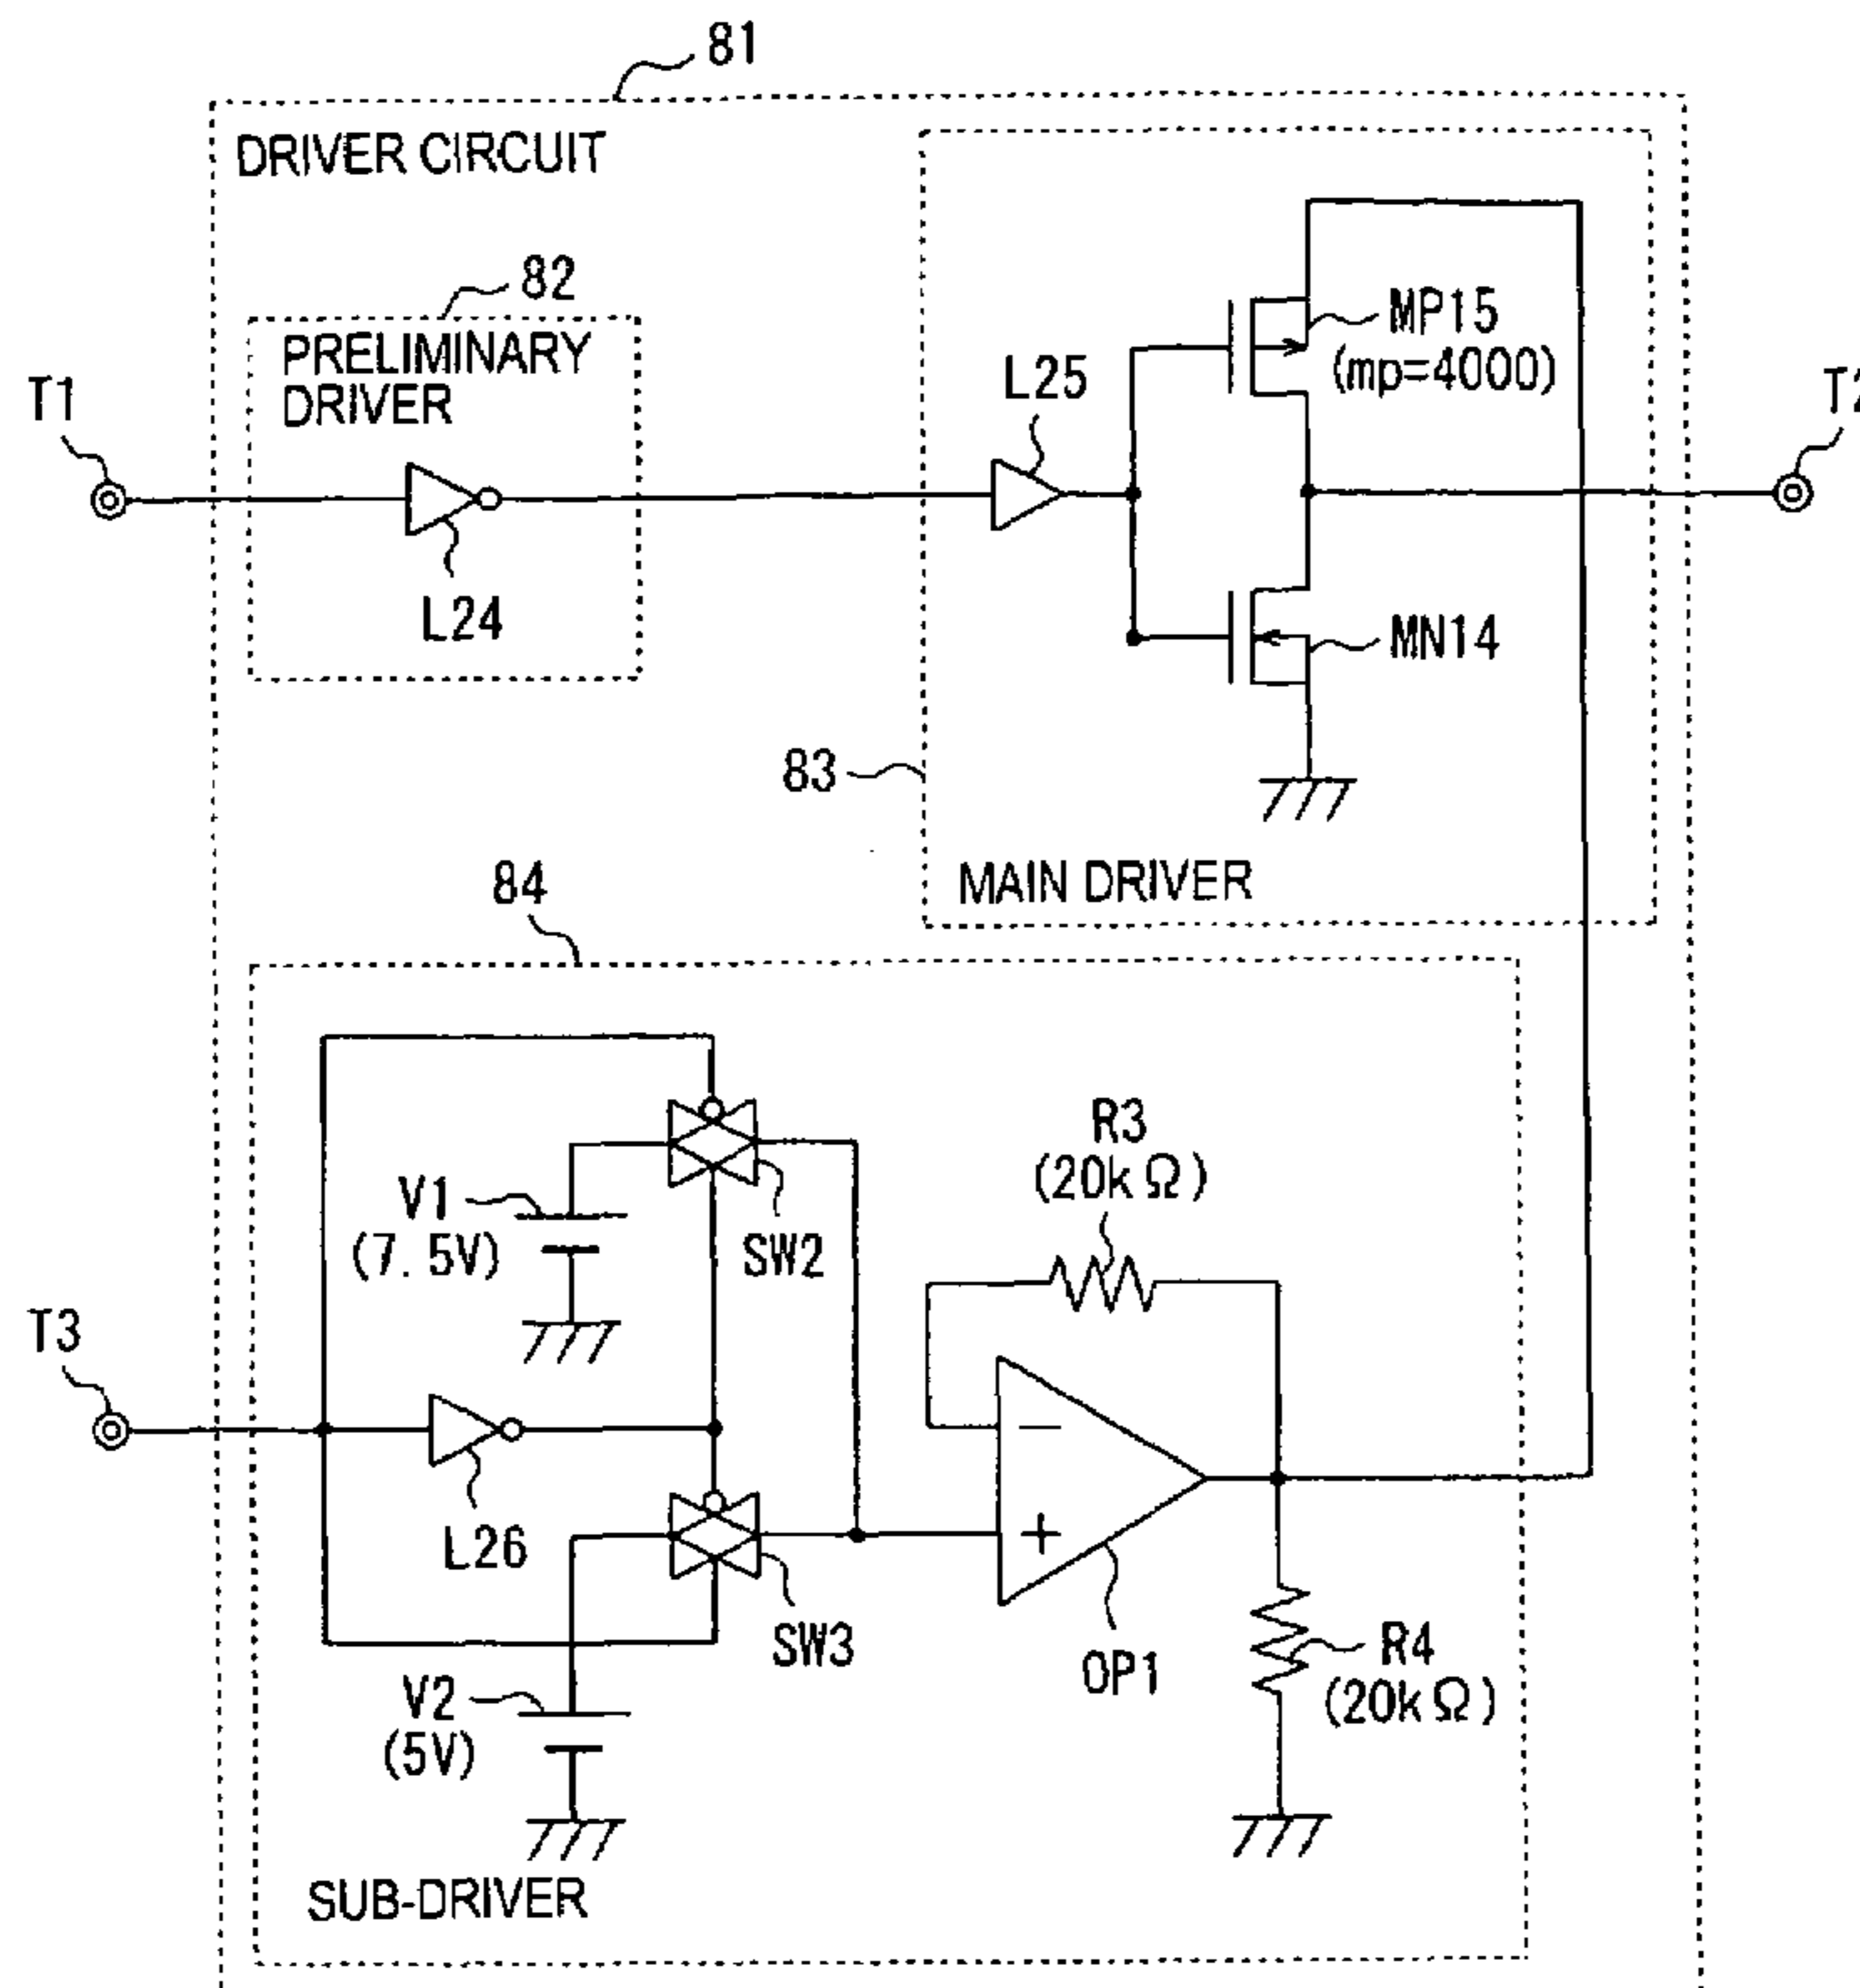 81
DRIVER CIRCUIT
82
PRELIMINARY
DRIVER
T1
L24
L25
MP15
(mp=4000)
T2
MN14
83
MAIN DRIVER
84
V1
(7.5V)
SW2
R3
(20kΩ)
T3
L26
−
+
SW3
OP1
V2
(5V)
R4
(20kΩ)
SUB-DRIVER